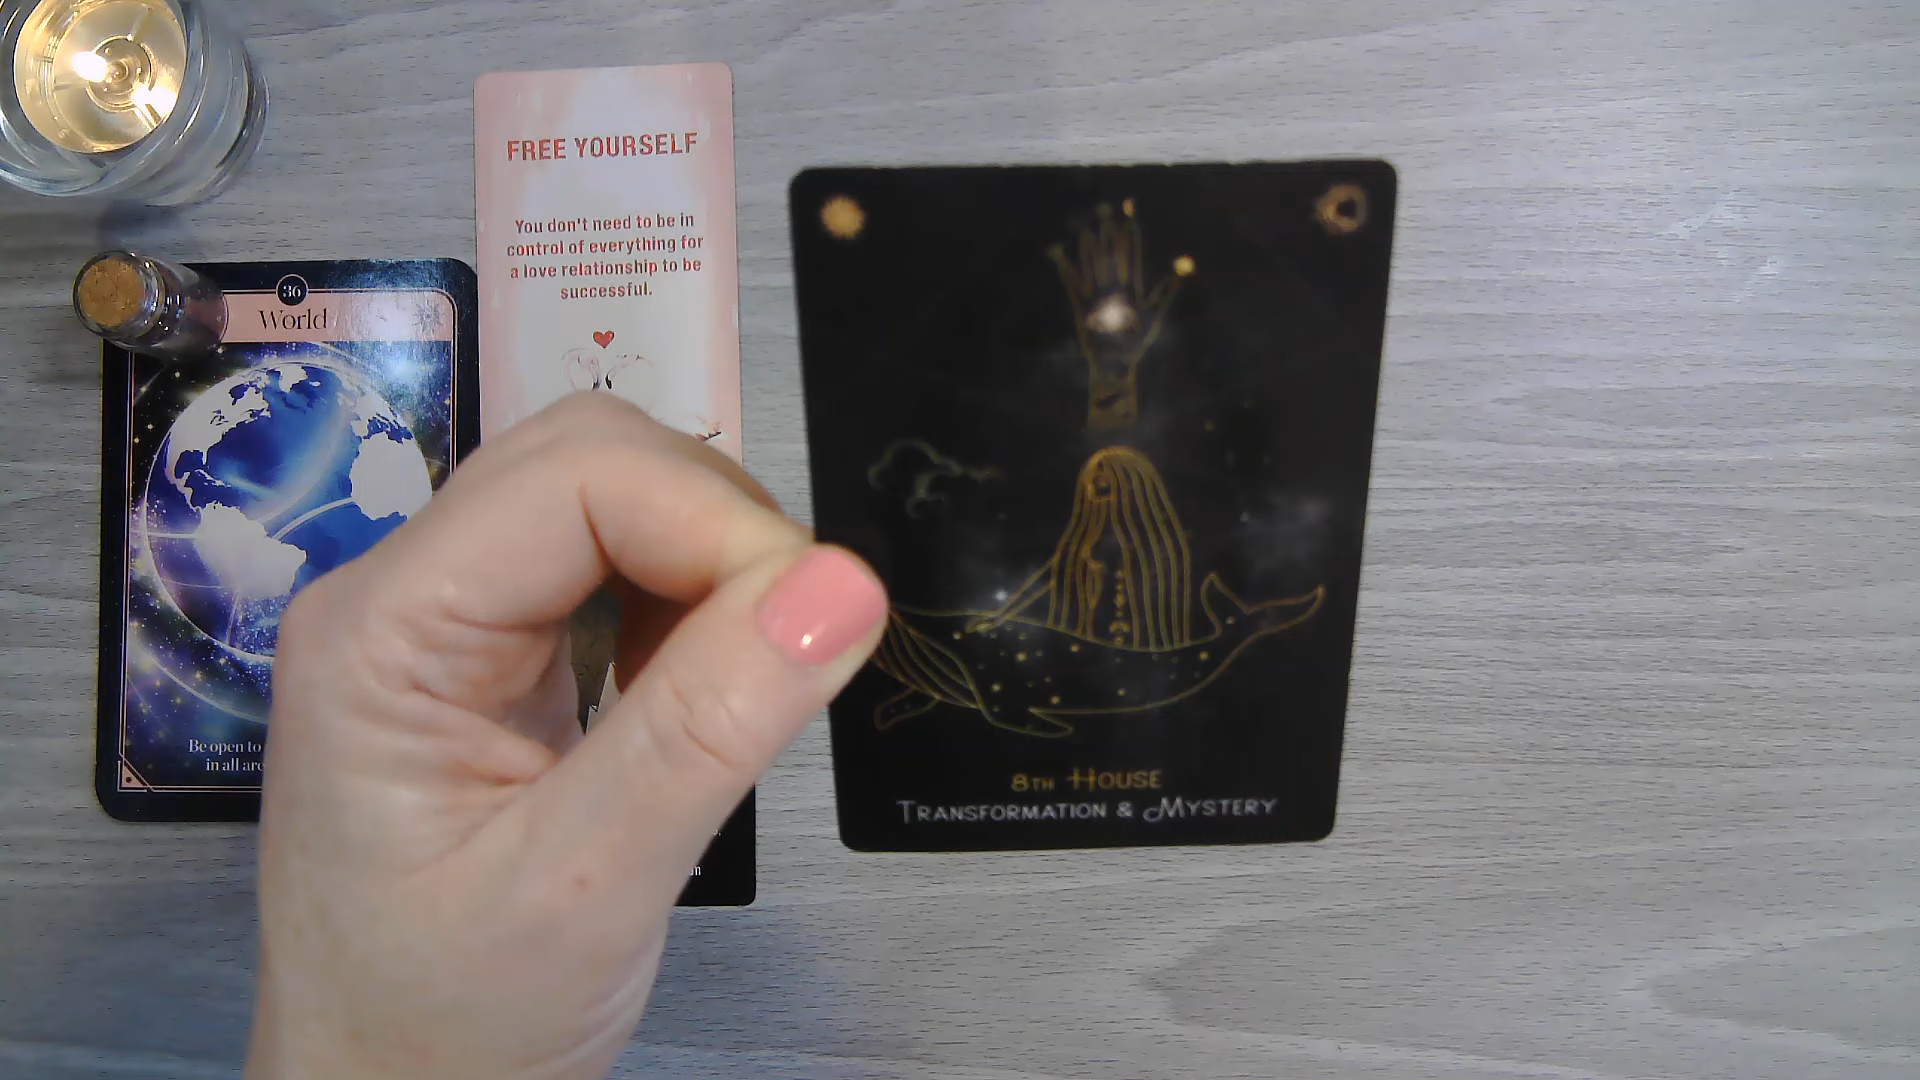 36
World
Be open to
in all
FREE YOURSELF
You don't need to be in
control of everything for
a love relationship to be
successful.
8TH HOUSE
TRANSFORMATION & MYSTERY